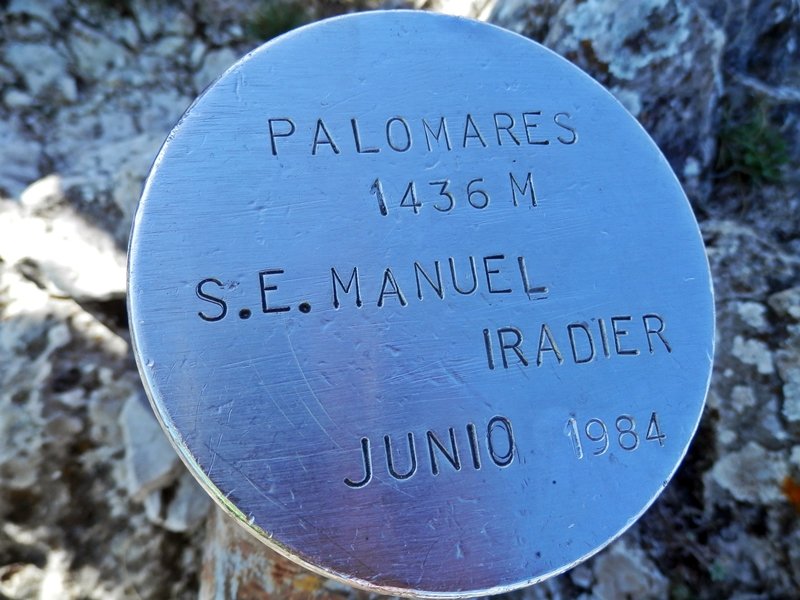 PALOMARES
1436 M
S.E. MANUEL
IRADIER
JUNIO 1984